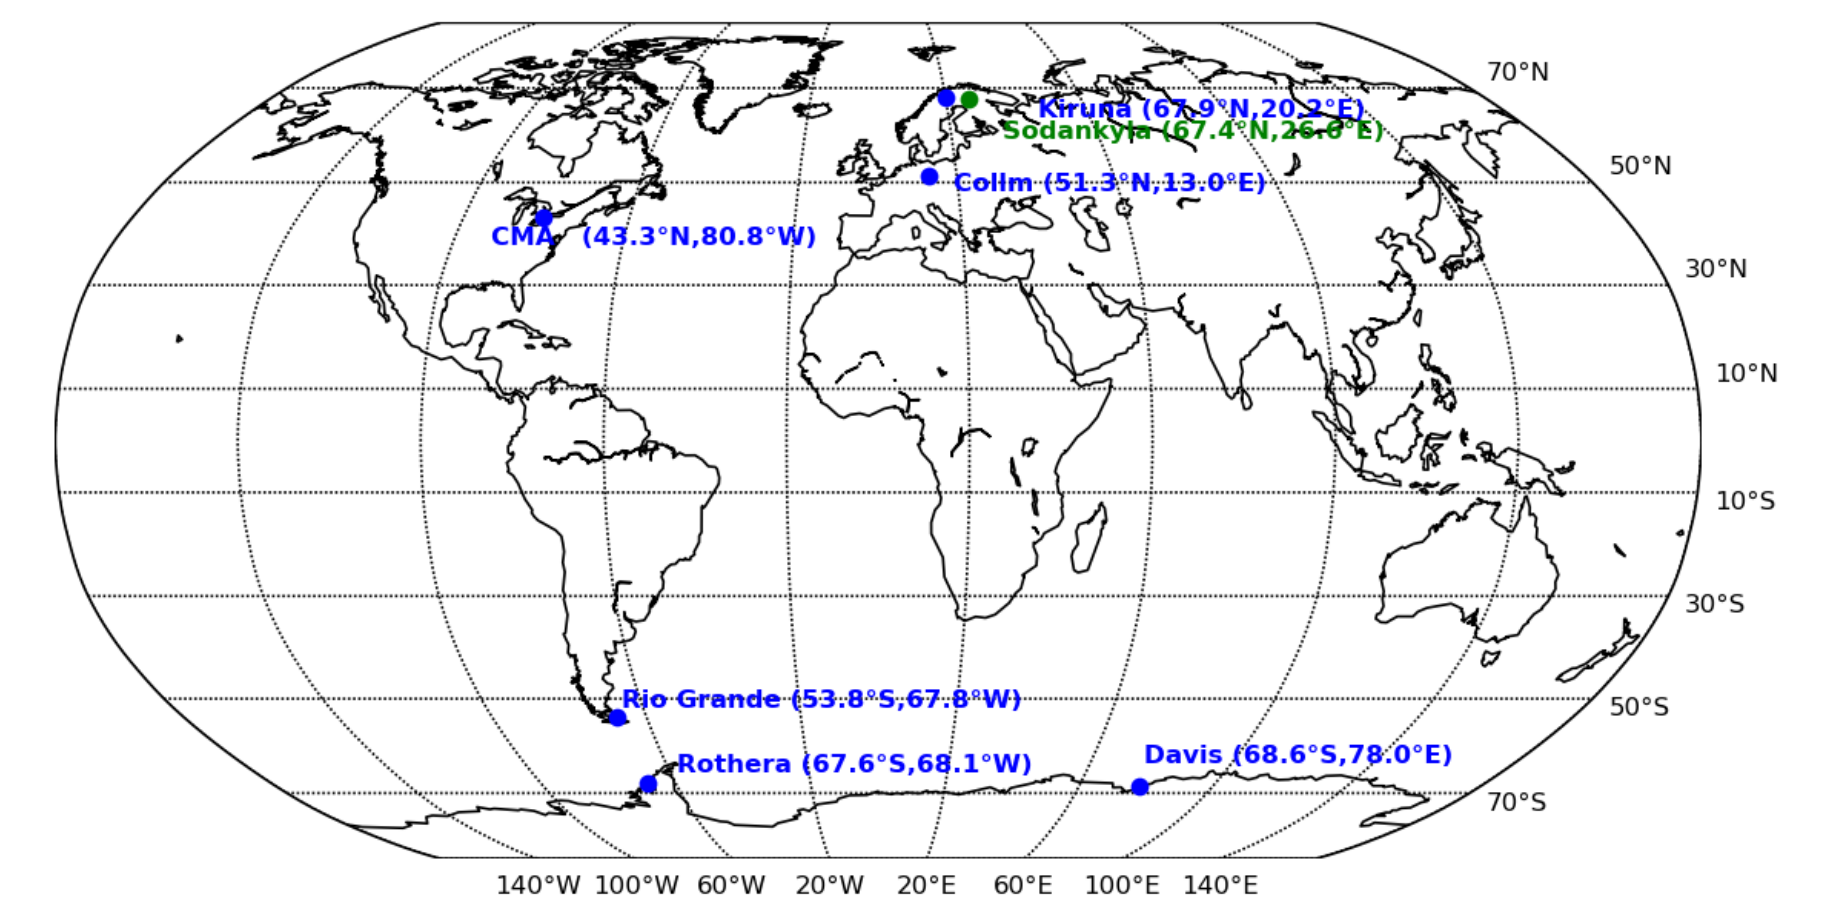 70°N
Kiruna (67.9°N,20.2°E)
Sodankyla (67.4°N,26.6°E)
50°N
Collm (51.3°N,13.0°E)
CMA (43.3°N,80.8°W)
30°N
10°N
10°S
30°S
Rio Grande (53.8°S,67.8°W)
50°S
Davis (68.6°S,78.0°E)
Rothera (67.6°S,68.1°W)
70°S
140°W 100°W 60°W 20°W 20°E 60°E 100°E 140°E